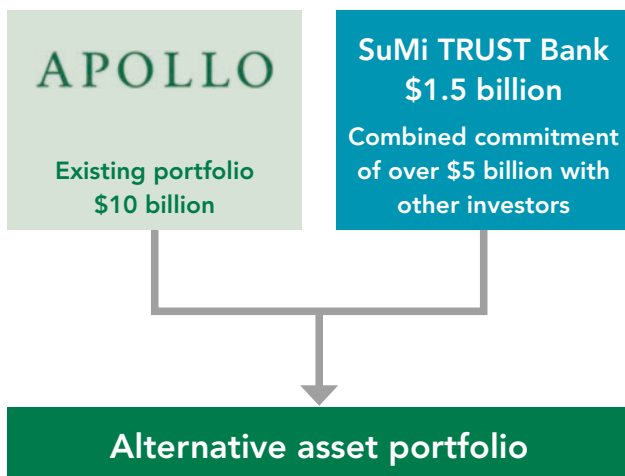 APOLLO
Existing portfolio
$10 billion
SuMi TRUST Bank
$1.5 billion
Combined commitment
of over $5 billion with
other investors
Alternative asset portfolio